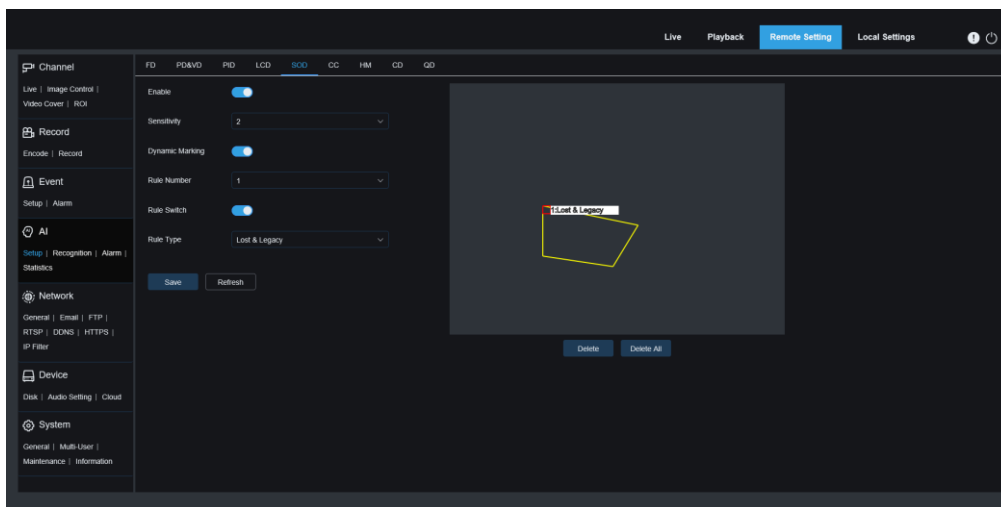 Live Playback Remote Setting Local Settings
Channel
Live | Image Control |
Video Cover | ROI
Record
Encode | Record
Event
Setup | Alarm
AI
Setup | Recognition | Alarm |
Statistics
Network
General | Email | FTP |
RTSP | DDNS | HTTPS |
IP Filter
Device
Disk | Audio Setting | Cloud
System
General | Multi-User |
Maintenance | Information
FD PD&VD PID LCD SOD CC HM CD QD
Enable
Sensitivity 2
Dynamic Marking
Rule Number 1
Rule Switch
Rule Type Lost & Legacy
Save Refresh
1:Lost & Legacy
Delete Delete All